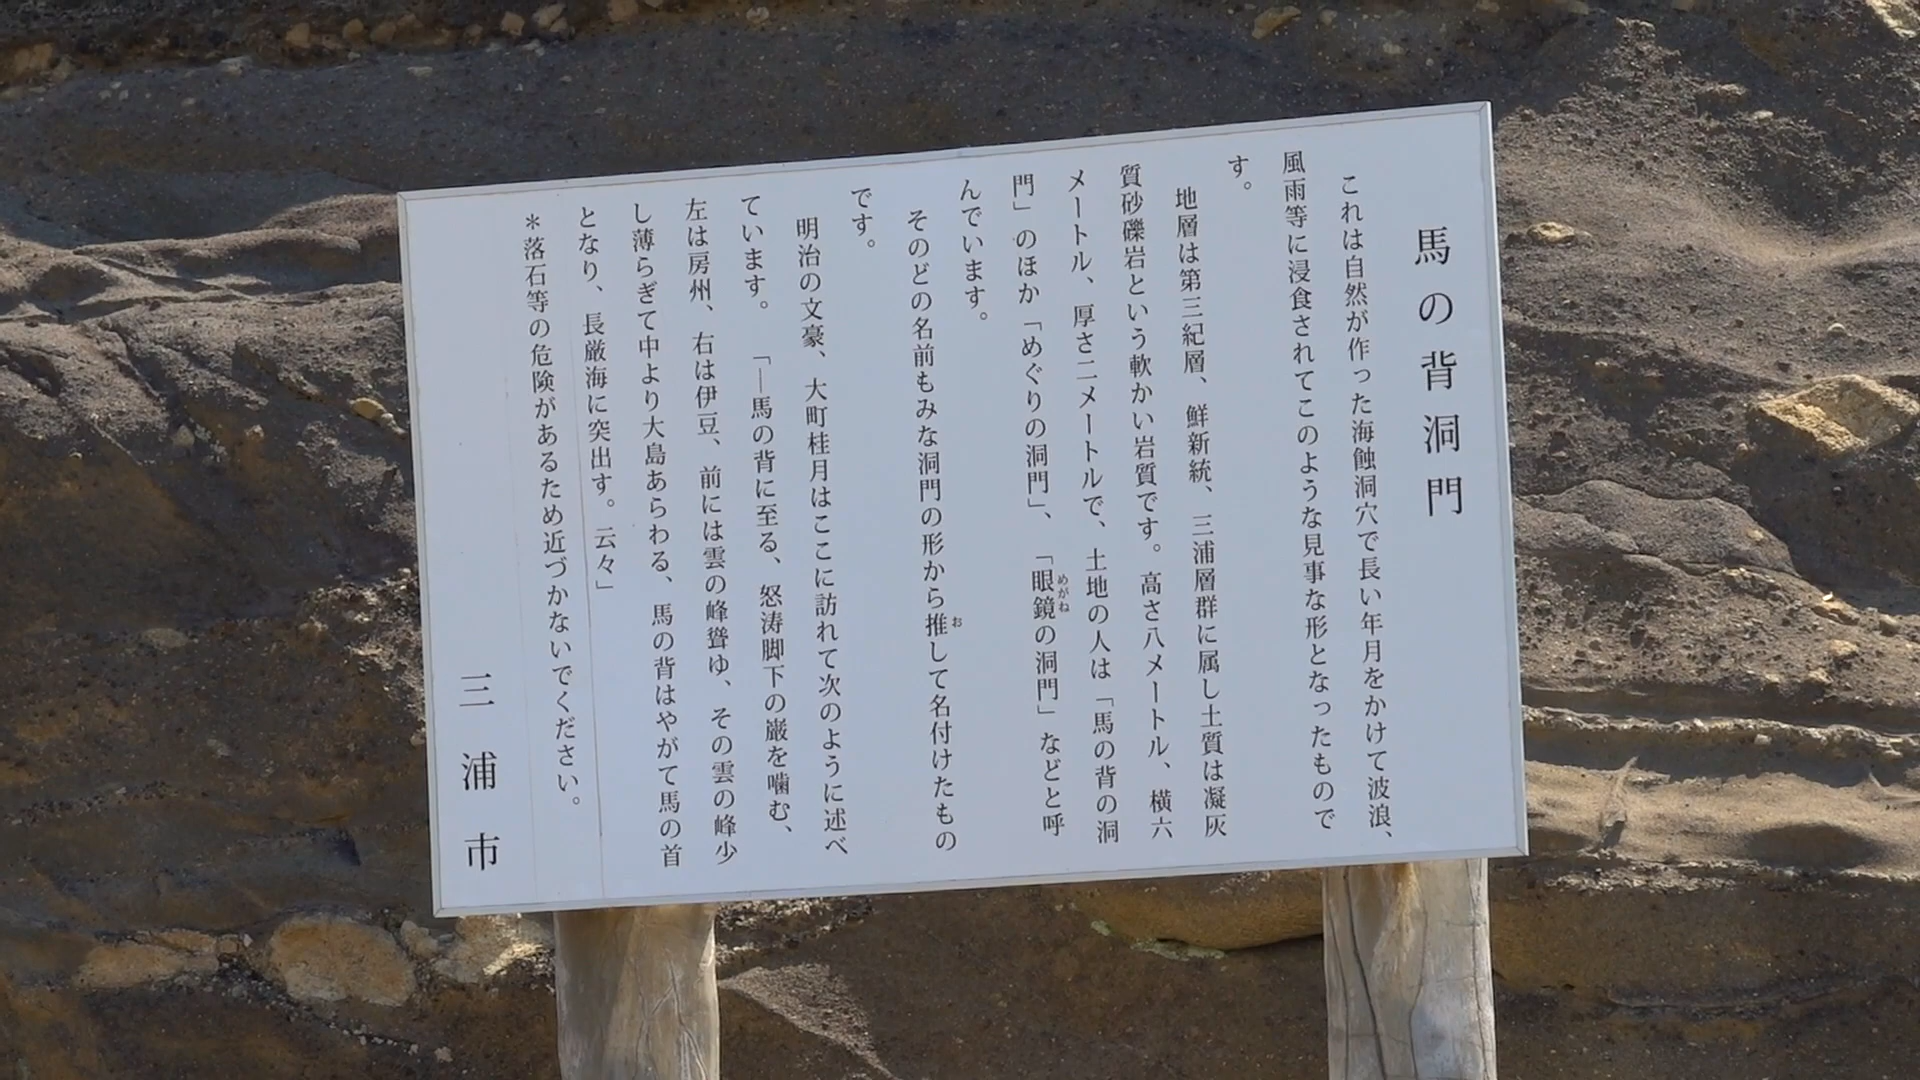 馬の背洞門
これは自然が作った海蝕洞穴で長い年月をかけて波浪、
風雨等に浸食されてこのような見事な形となったもので
す。
地層は第三紀層、鮮新統、三浦層群に属し土質は凝灰
質砂礫岩という軟かい岩質です。高さ八メートル、横六
メートル、厚さ二メートルで、土地の人は「馬の背の洞
門」のほか「めぐりの洞門」、「眼鏡の洞門」などと呼
めがね
んでいます。
そのどの名前もみな洞門の形から推して名付けたもの
お
です。
明治の文豪、大町桂月はここに訪れて次のように述べ
ています。「―馬の背に至る、怒涛脚下の巌を噛む、
左は房州、右は伊豆、前には雲の峰聳ゆ、その雲の峰少
し薄らぎて中より大島あらわる、馬の背はやがて馬の首
となり、長厳海に突出す。云々」
＊落石等の危険があるため近づかないでください。
三浦市